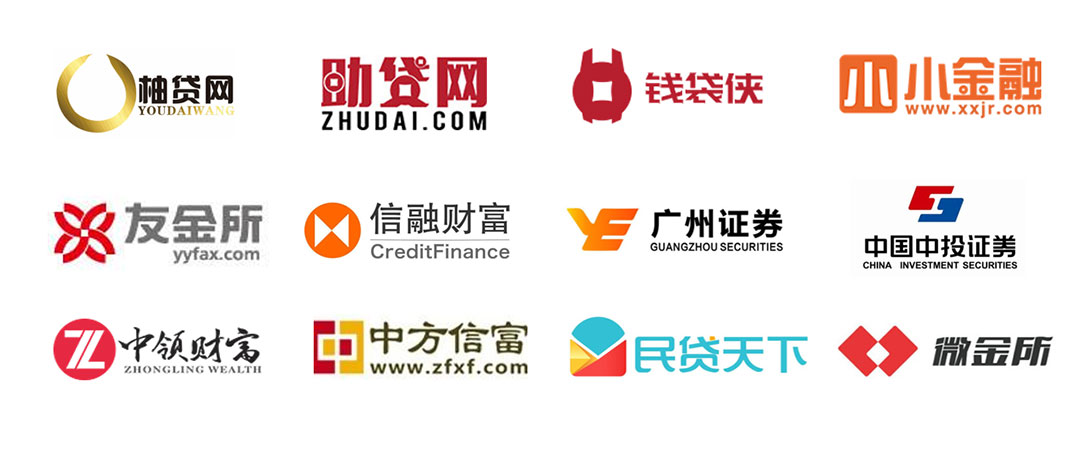 柚贷网
YOUDAIWANG
助贷网
ZHUDAI.COM
钱袋侠
小金融
www.xxjr.com
友金所
yyfax.com
信融财富
CreditFinance
广州证券
GUANGZHOU SECURITIES
中国中投证券
CHINA INVESTMENT SECURITIES
中领财富
ZHONGLING WEALTH
中方信富
www.zfxf.com
民贷天下
微金所